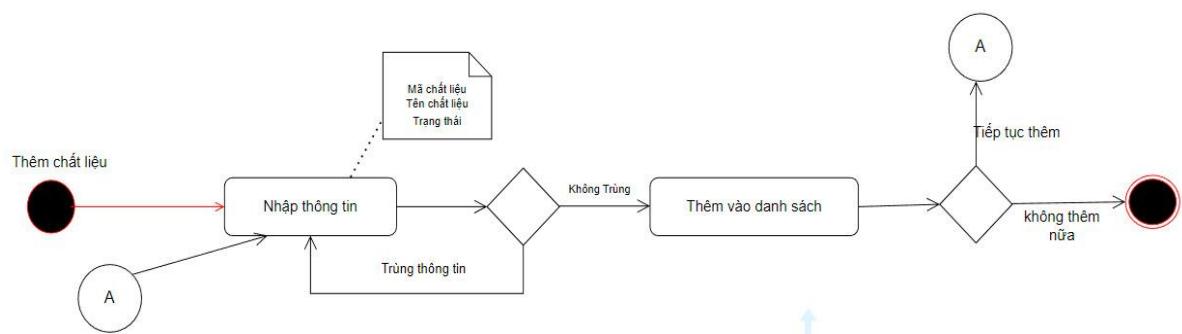 A
Mã chất liệu
Tên chất liệu
Trạng thái
Tiếp tục thêm
Thêm chất liệu
Không Trùng
Nhập thông tin
Thêm vào danh sách
không thêm
nữa
Trùng thông tin
A